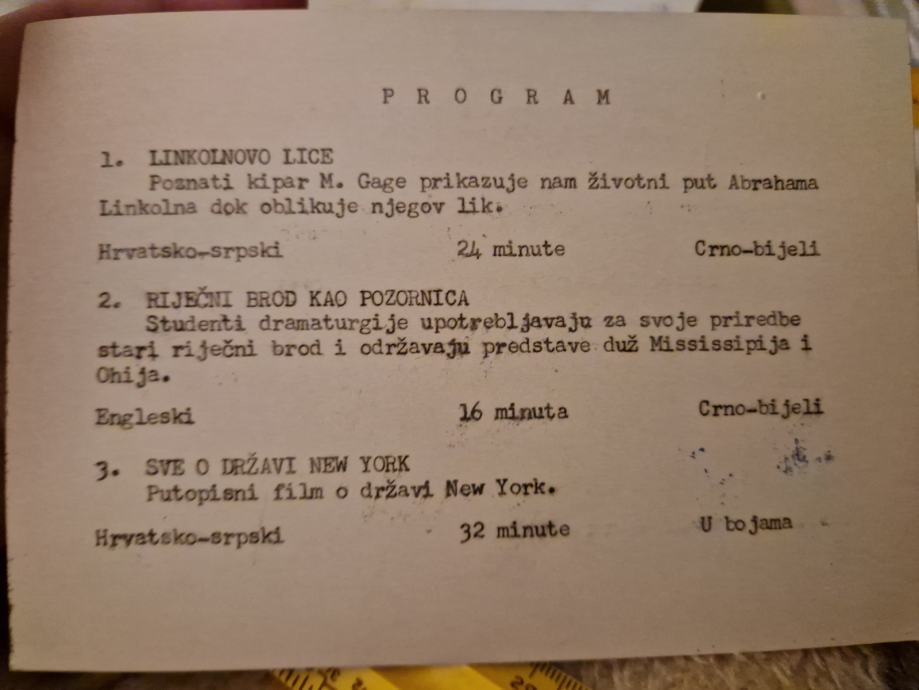 P R O G R A M
1. LINKOLNOVO LICE
Poznati kipar M. Gage prikazuje nam životni put Abrahama
Linkolna dok oblikuje njegov lik.
Hrvatsko-srpski 24 minute Crno-bijeli
2. RIJEČNI BROD KAO POZORNICA
Studenti dramaturgije upotrebljavaju za svoje priredbe
stari riječni brod i održavaju predstave duž Mississipija i
Ohija.
Engleski 16 minuta Crno-bijeli
3. SVE O DRŽAVI NEW YORK
Putopisni film o državi New York.
Hrvatsko-srpski 32 minute U bojama